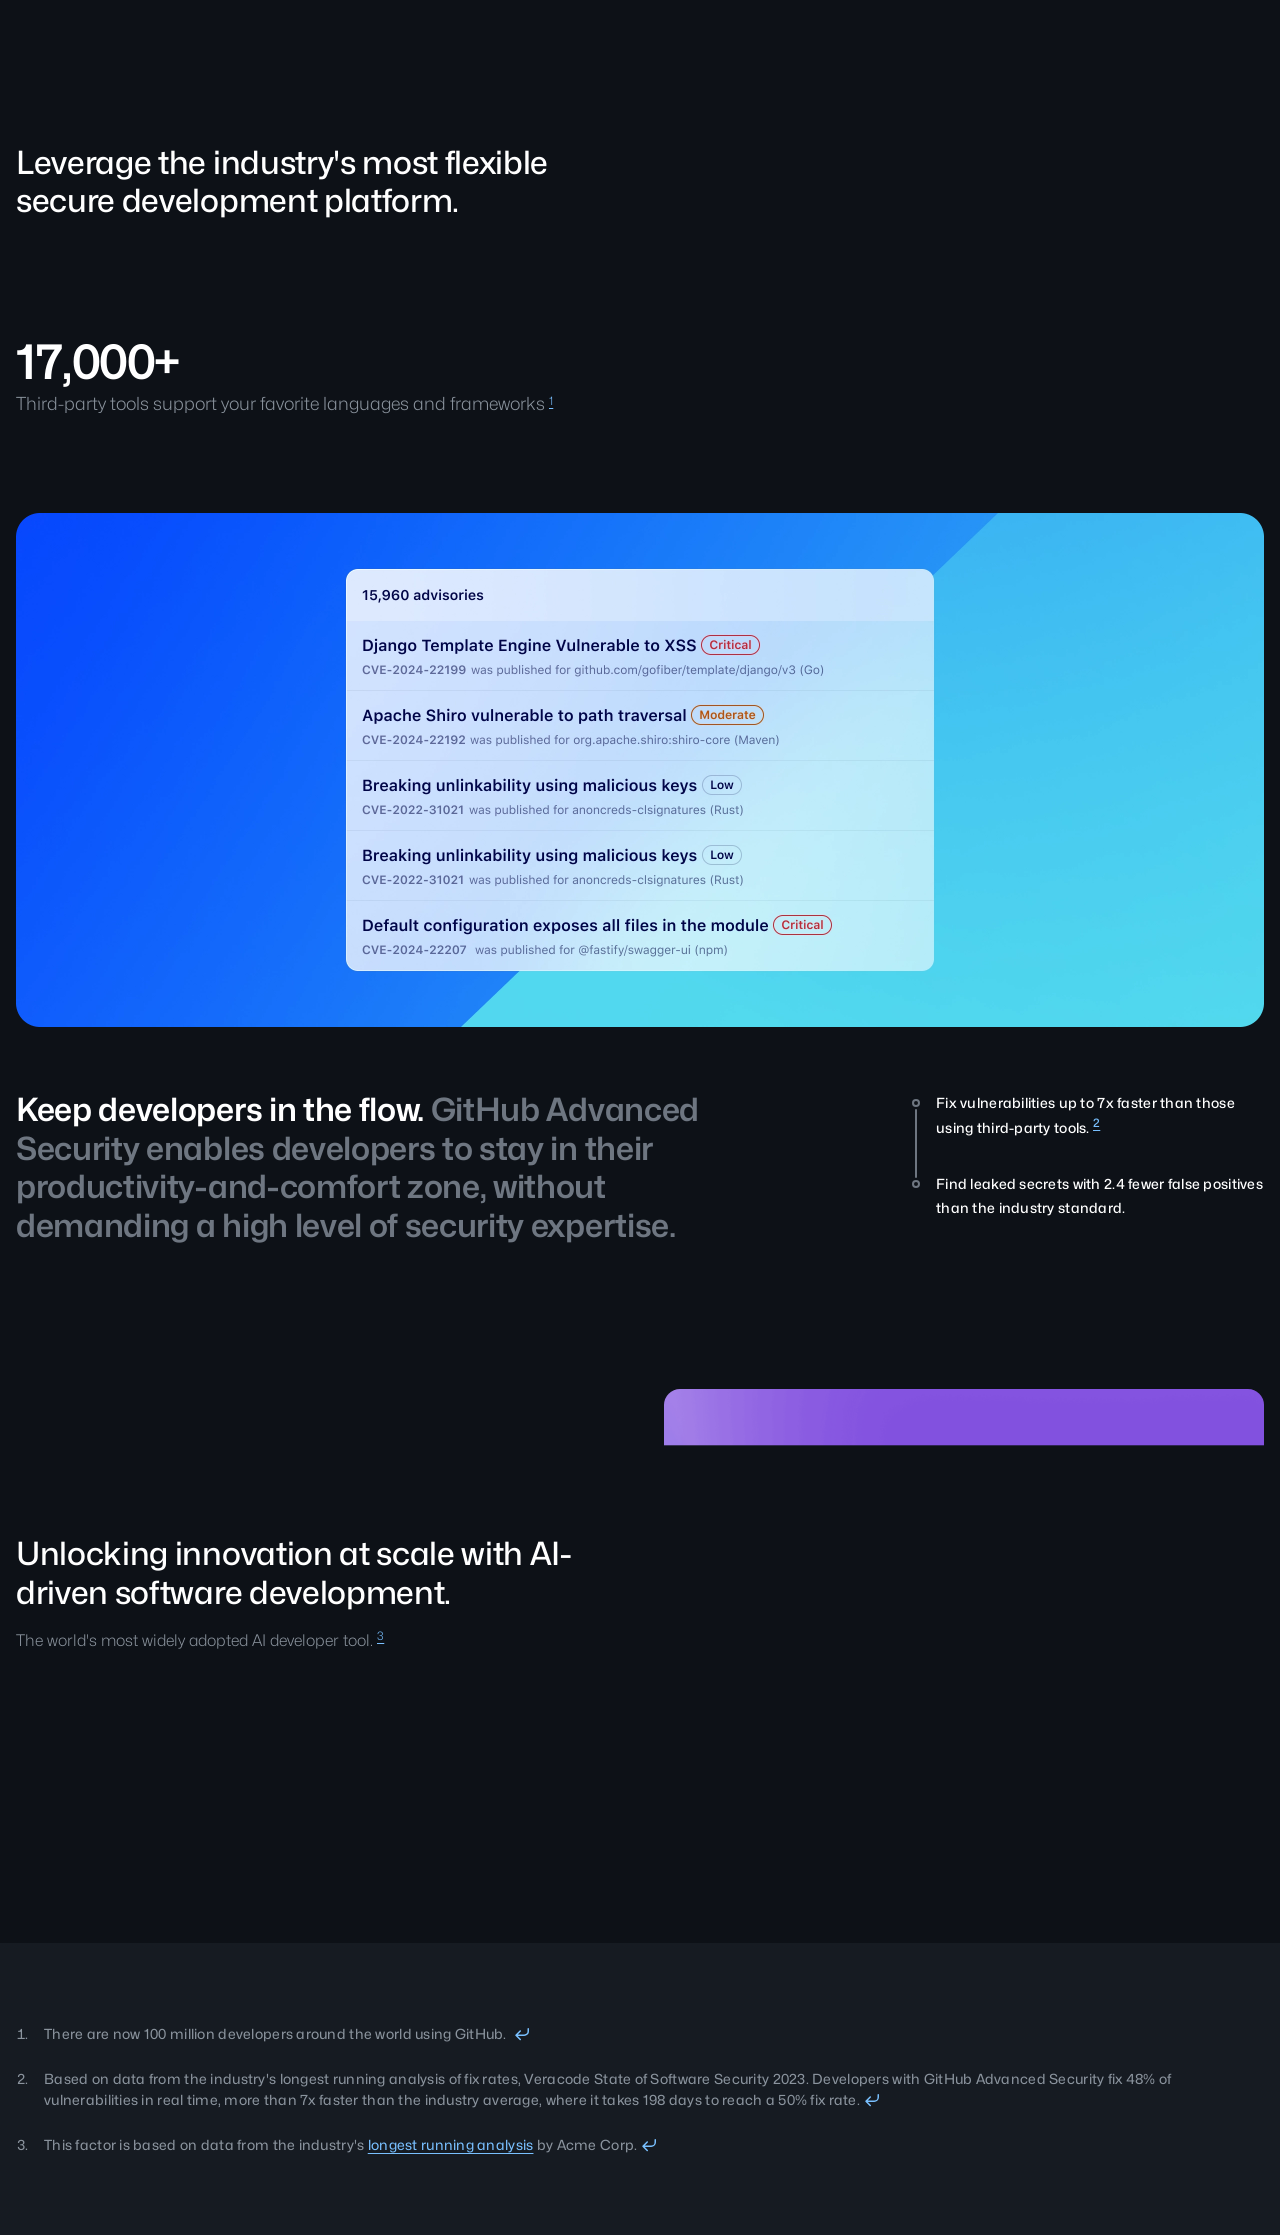 Leverage the industry's most flexible
secure development platform.
17,000+
Third-party tools support your favorite languages and frameworks 1
15,960 advisories
Django Template Engine Vulnerable to XSS Critical
CVE-2024-22199 was published for github.com/gofiber/template/django/v3 (Go)
Apache Shiro vulnerable to path traversal Moderate
CVE-2024-22192 was published for org.apache.shiro:shiro-core (Maven)
Breaking unlinkability using malicious keys Low
CVE-2022-31021 was published for anoncreds-clsignatures (Rust)
Breaking unlinkability using malicious keys Low
CVE-2022-31021 was published for anoncreds-clsignatures (Rust)
Default configuration exposes all files in the module Critical
CVE-2024-22207 was published for @fastify/swagger-ui (npm)
Keep developers in the flow. GitHub Advanced
Security enables developers to stay in their
productivity-and-comfort zone, without
demanding a high level of security expertise.
Fix vulnerabilities up to 7x faster than those
using third-party tools. 2
Find leaked secrets with 2.4 fewer false positives
than the industry standard.
Unlocking innovation at scale with AI-
driven software development.
The world's most widely adopted AI developer tool. 3
1. There are now 100 million developers around the world using GitHub.
2. Based on data from the industry's longest running analysis of fix rates, Veracode State of Software Security 2023. Developers with GitHub Advanced Security fix 48% of
vulnerabilities in real time, more than 7x faster than the industry average, where it takes 198 days to reach a 50% fix rate.
3. This factor is based on data from the industry's longest running analysis by Acme Corp.